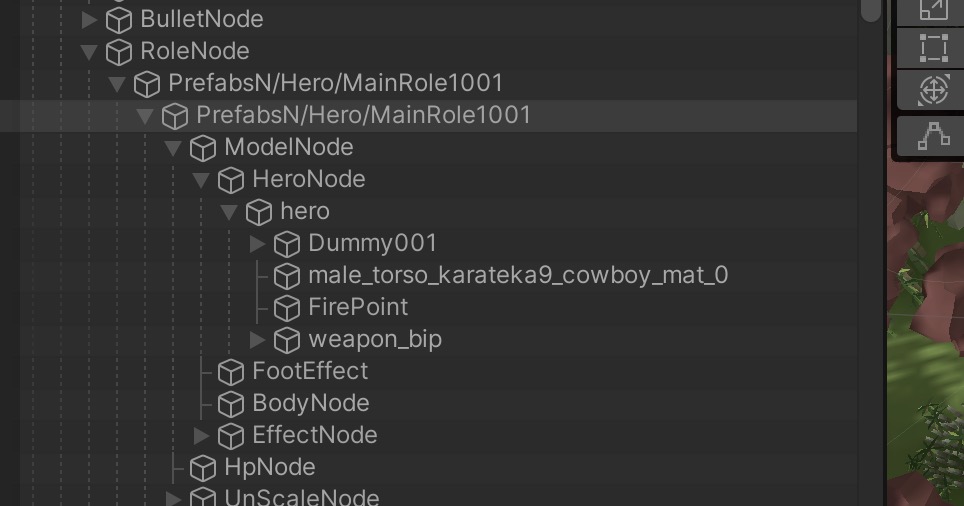 BulletNode
RoleNode
PrefabsN/Hero/MainRole1001
PrefabsN/Hero/MainRole1001
ModelNode
HeroNode
hero
Dummy001
male_torso_karateka9_cowboy_mat_0
FirePoint
weapon_bip
FootEffect
BodyNode
EffectNode
HpNode
UnScaleNode